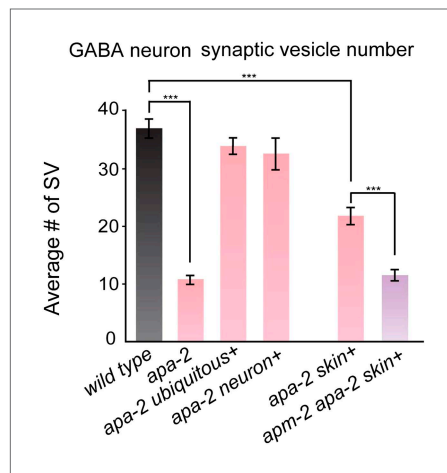 GABA neuron synaptic vesicle number
***
***
***
40
30
20
10
0
Average # of SV
wild type
apa-2
apa-2 ubiquitous+
apa-2 neuron+
apa-2 skin+
apm-2 apa-2 skin+